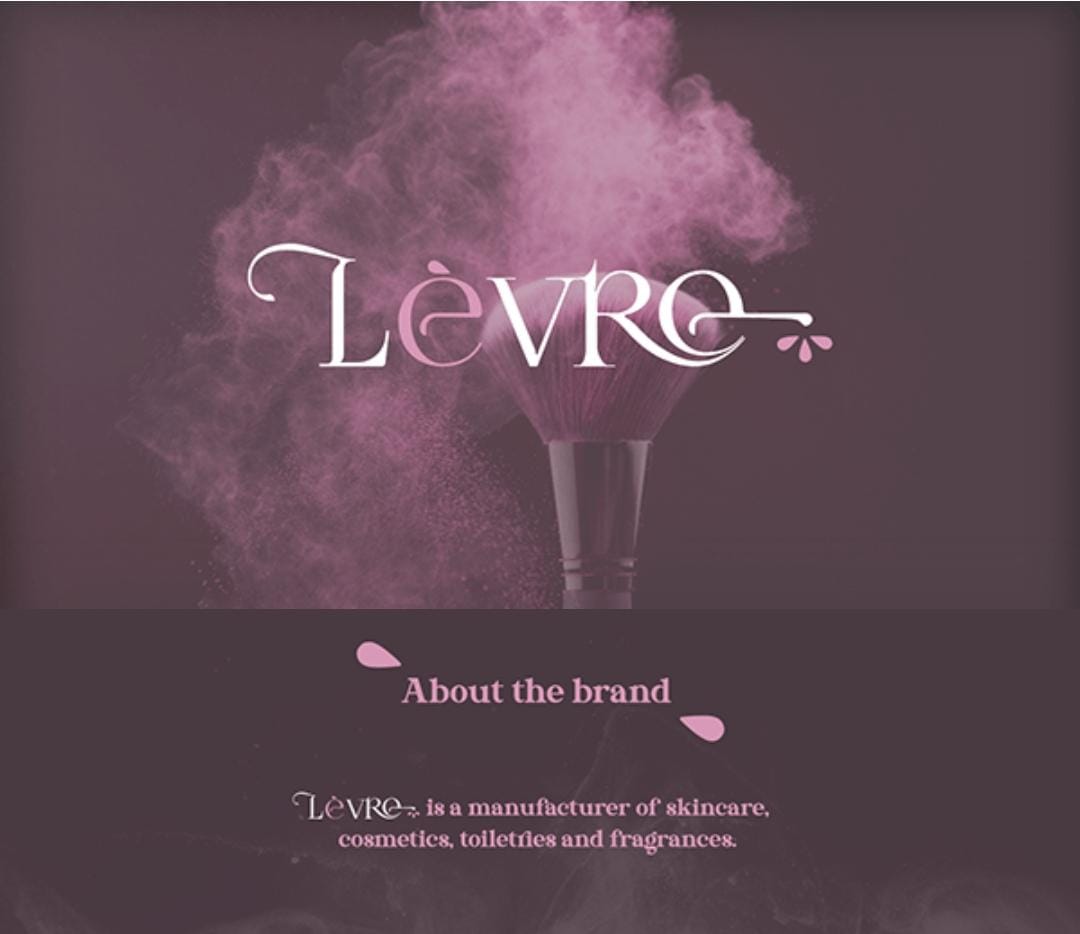 Lèvre
About the brand
Lèvre is a manufacturer of skincare,
cosmetics, toiletries and fragrances.